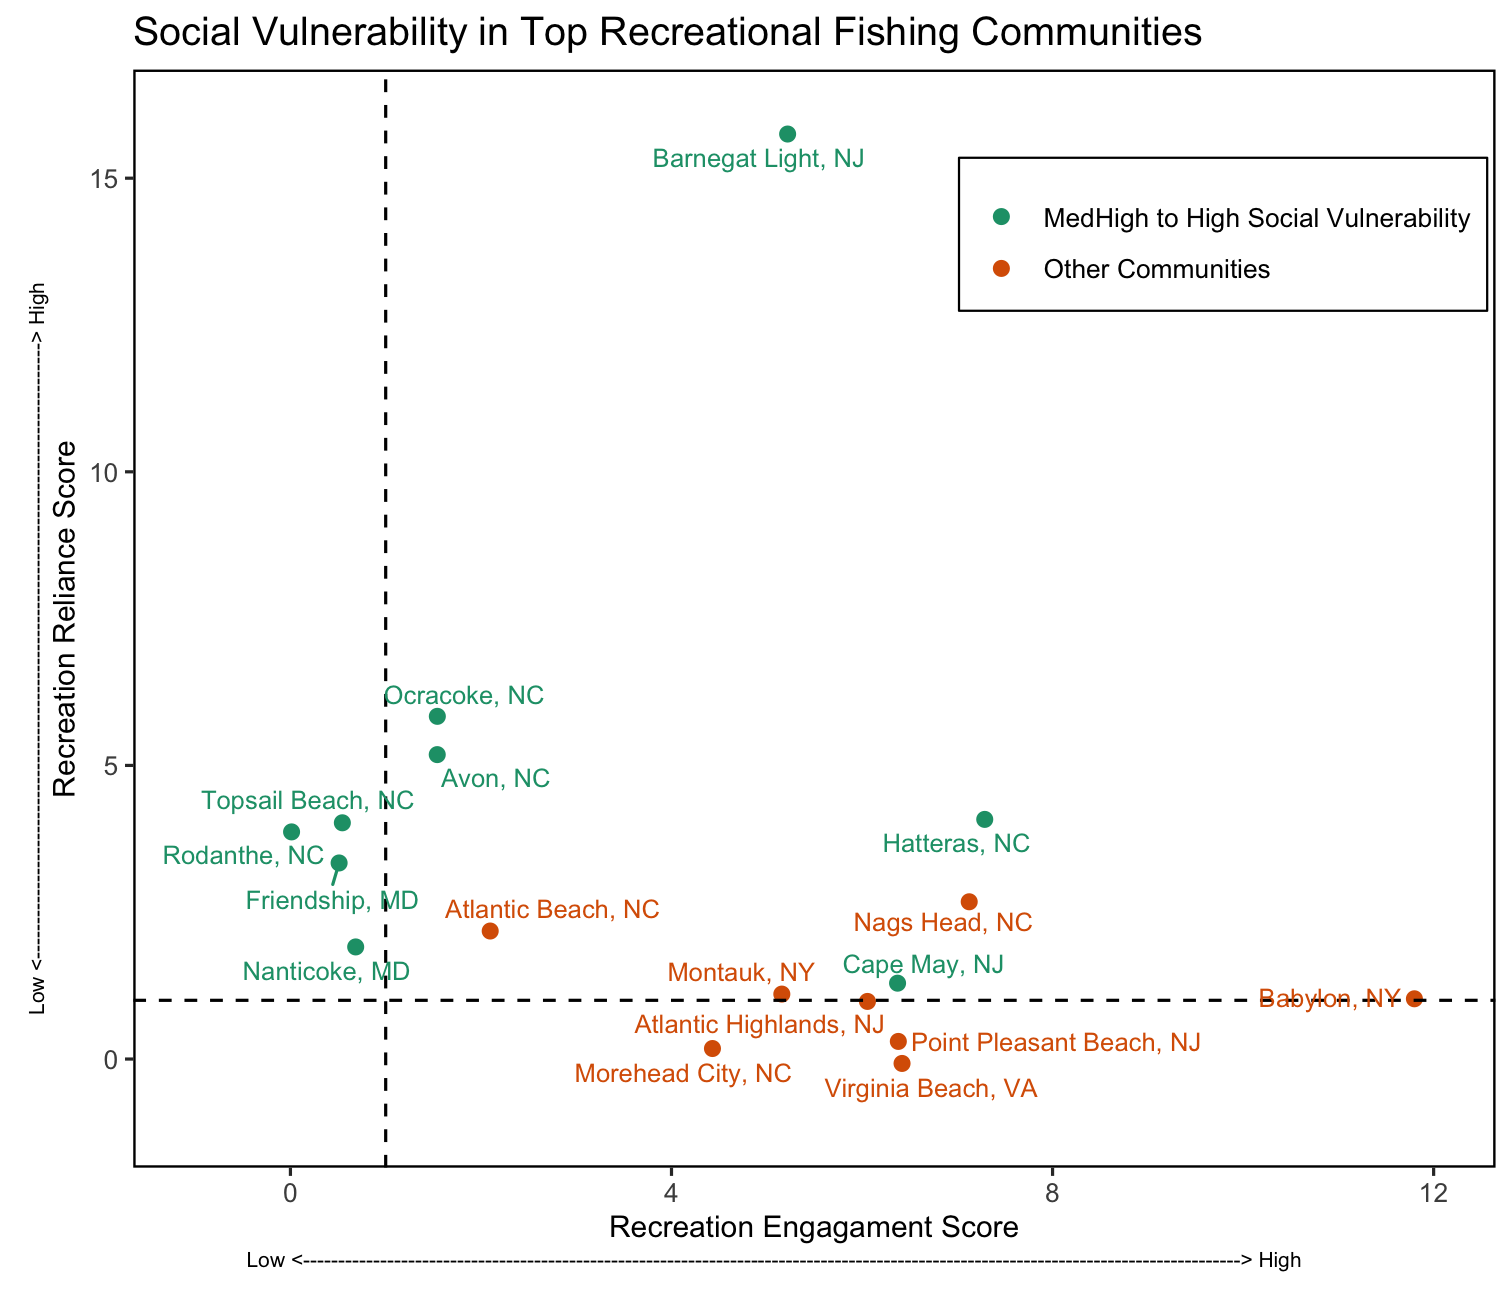 Social Vulnerability in Top Recreational Fishing Communities
Barnegat Light, NJ
15
MedHigh to High Social Vulnerability
Other Communities
Low <-----------------------------------------------------------------------------------------------> High
Recreation Reliance Score
10
Ocracoke, NC
5
Avon, NC
Topsail Beach, NC
Hatteras, NC
Rodanthe, NC
Friendship, MD
Atlantic Beach, NC
Nags Head, NC
Nanticoke, MD
Montauk, NY
Cape May, NJ
Babylon, NY
Atlantic Highlands, NJ
Point Pleasant Beach, NJ
0
Morehead City, NC
Virginia Beach, VA
0
4
8
12
Recreation Engagament Score
Low <-----------------------------------------------------------------------------------------------------------------------------------------> High